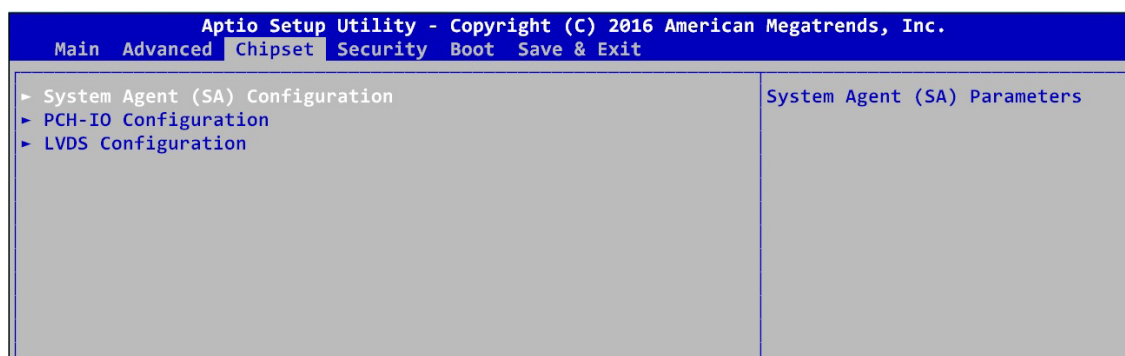 Aptio Setup Utility - Copyright (C) 2016 American Megatrends, Inc.
Main Advanced Chipset Security Boot Save & Exit
► System Agent (SA) Configuration
System Agent (SA) Parameters
► PCH-IO Configuration
► LVDS Configuration